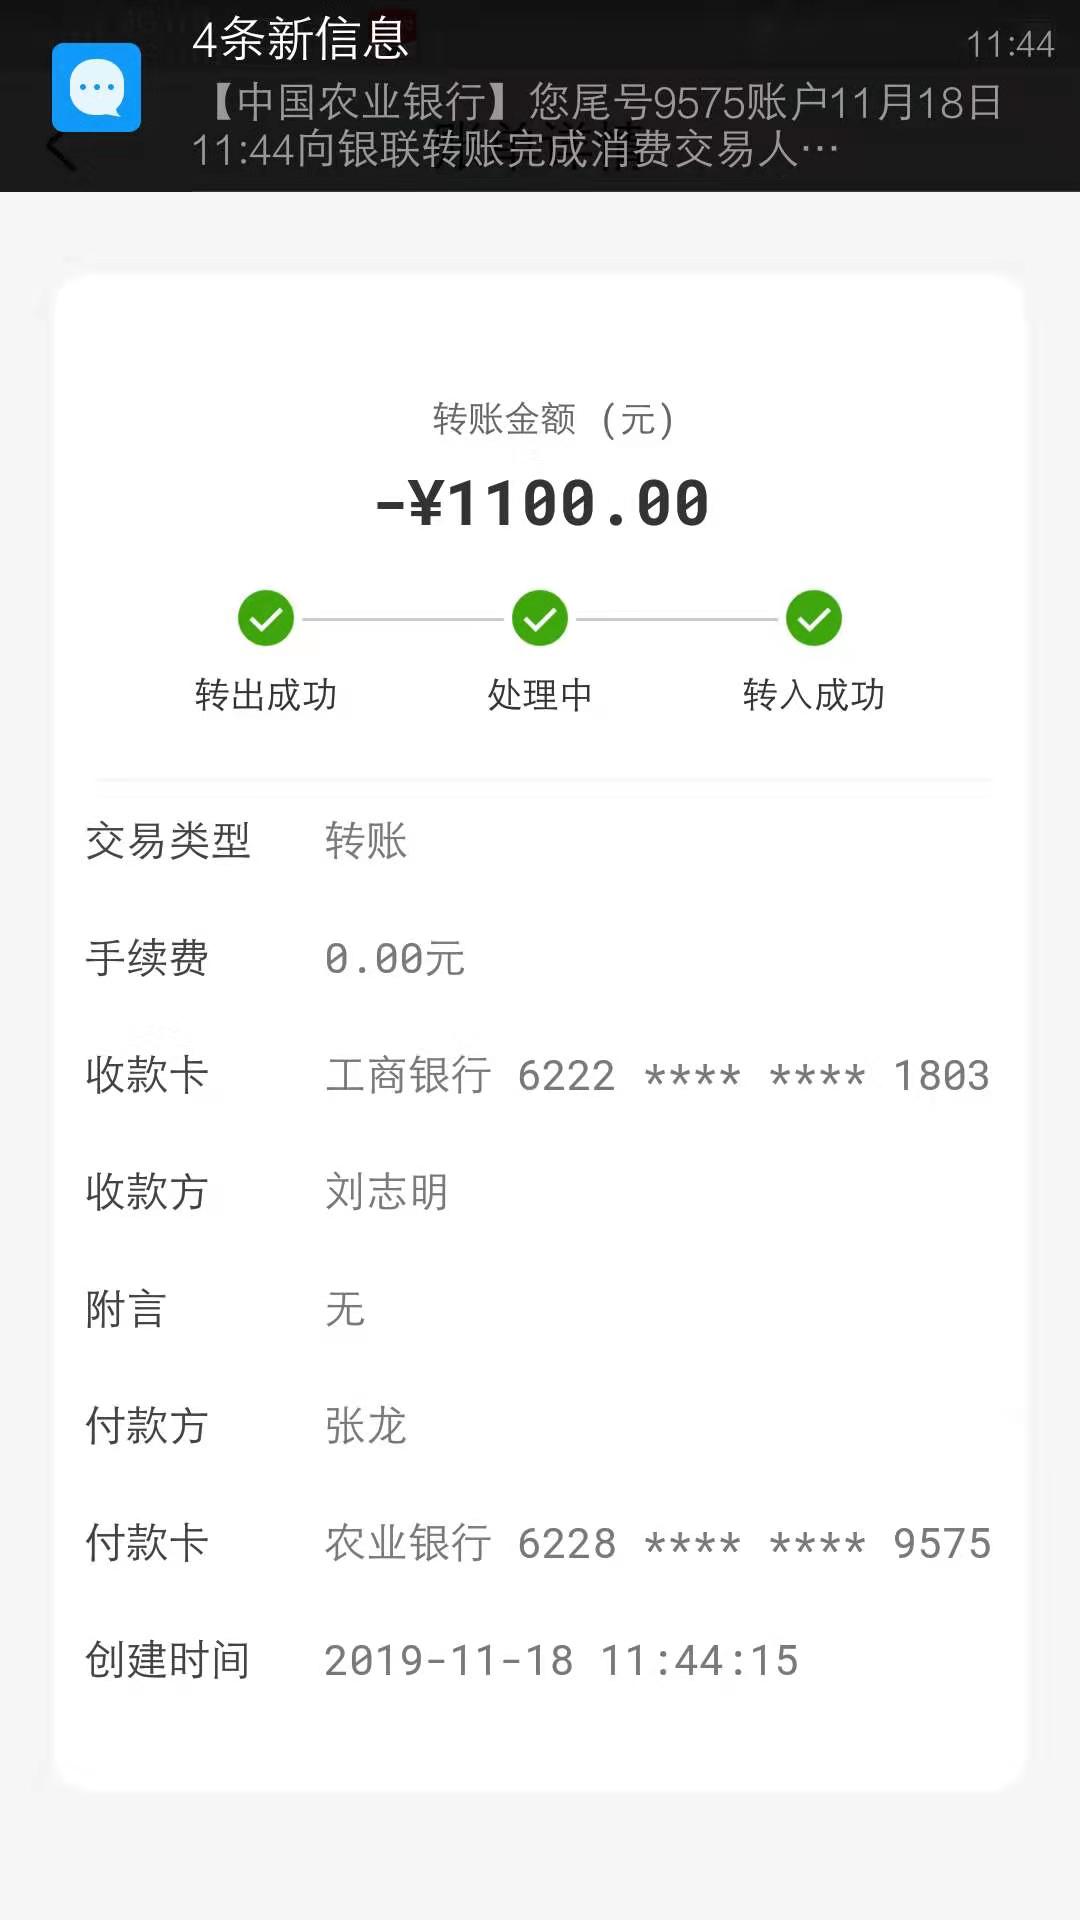 4条新信息
11:44
【中国农业银行】您尾号9575账户11月18日
11:44向银联转账完成消费交易人…
账单详情
转账金额 (元)
-¥1100.00
转出成功
处理中
转入成功
交易类型 转账
手续费 0.00元
收款卡 工商银行 6222 **** **** 1803
收款方 刘志明
附言 无
付款方 张龙
付款卡 农业银行 6228 **** **** 9575
创建时间 2019-11-18 11:44:15